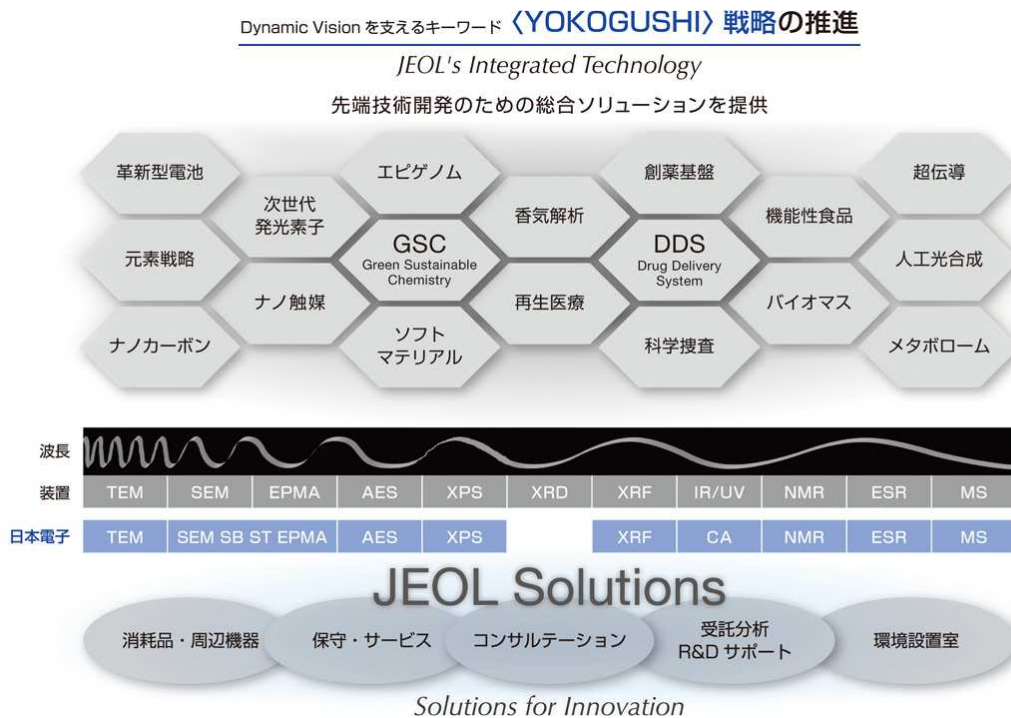 Dynamic Vision を支えるキーワード〈YOKOGUSHI〉戦略の推進
JEOL's Integrated Technology
先端技術開発のための総合ソリューションを提供
革新型電池
エピゲノム
創薬基盤
超伝導
次世代
発光素子
香気解析
機能性食品
元素戦略
GSC
Green Sustainable
Chemistry
DDS
Drug Delivery
System
人工光合成
ナノ触媒
再生医療
バイオマス
ナノカーボン
ソフト
マテリアル
科学捜査
メタボローム
波長
装置 TEM SEM EPMA AES XPS XRD XRF IR/UV NMR ESR MS
日本電子 TEM SEM SB ST EPMA AES XPS XRF CA NMR ESR MS
JEOL Solutions
消耗品・周辺機器
保守・サービス
コンサルテーション
受託分析
R&D サポート
環境設置室
Solutions for Innovation